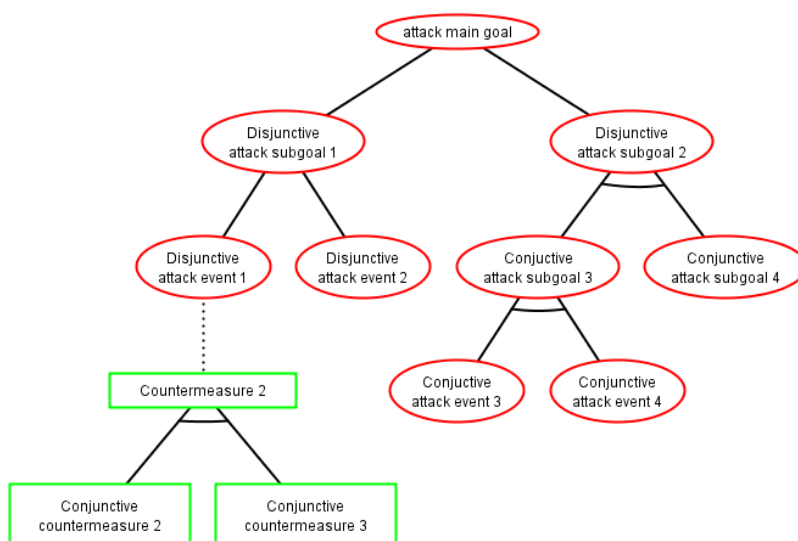 attack main goal
Disjunctive
attack subgoal 1
Disjunctive
attack subgoal 2
Disjunctive
attack event 1
Disjunctive
attack event 2
Conjuctive
attack subgoal 3
Conjunctive
attack subgoal 4
Countermeasure 2
Conjuctive
attack event 3
Conjunctive
attack event 4
Conjunctive
countermeasure 2
Conjunctive
countermeasure 3